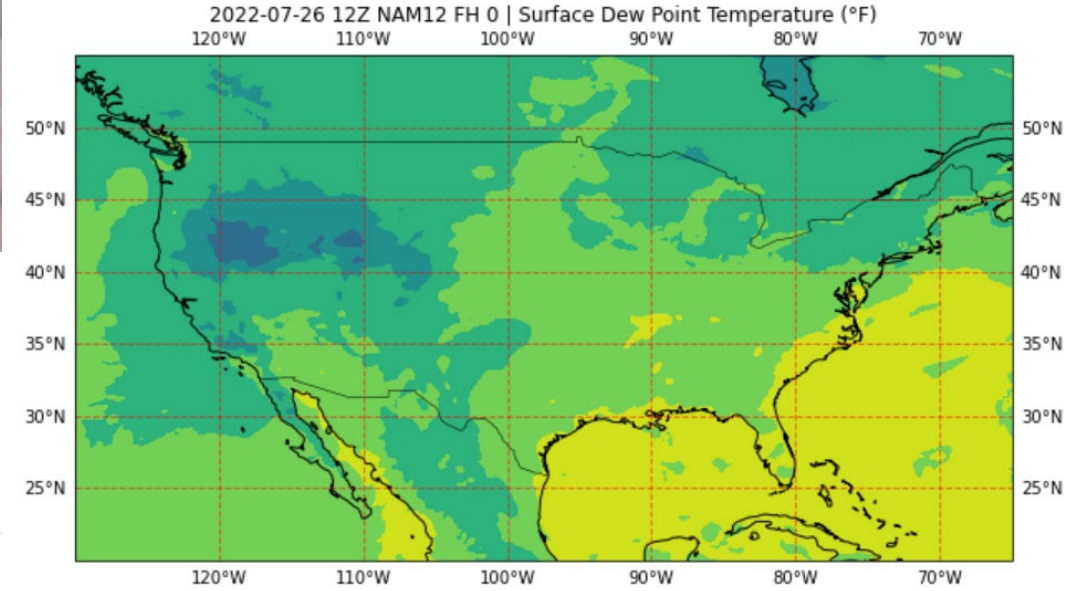 2022-07-26 12Z NAM12 FH 0 | Surface Dew Point Temperature (°F)
120°W 110°W 100°W 90°W 80°W 70°W
50°N 50°N
45°N 45°N
40°N 40°N
35°N 35°N
30°N 30°N
25°N 25°N
120°W 110°W 100°W 90°W 80°W 70°W